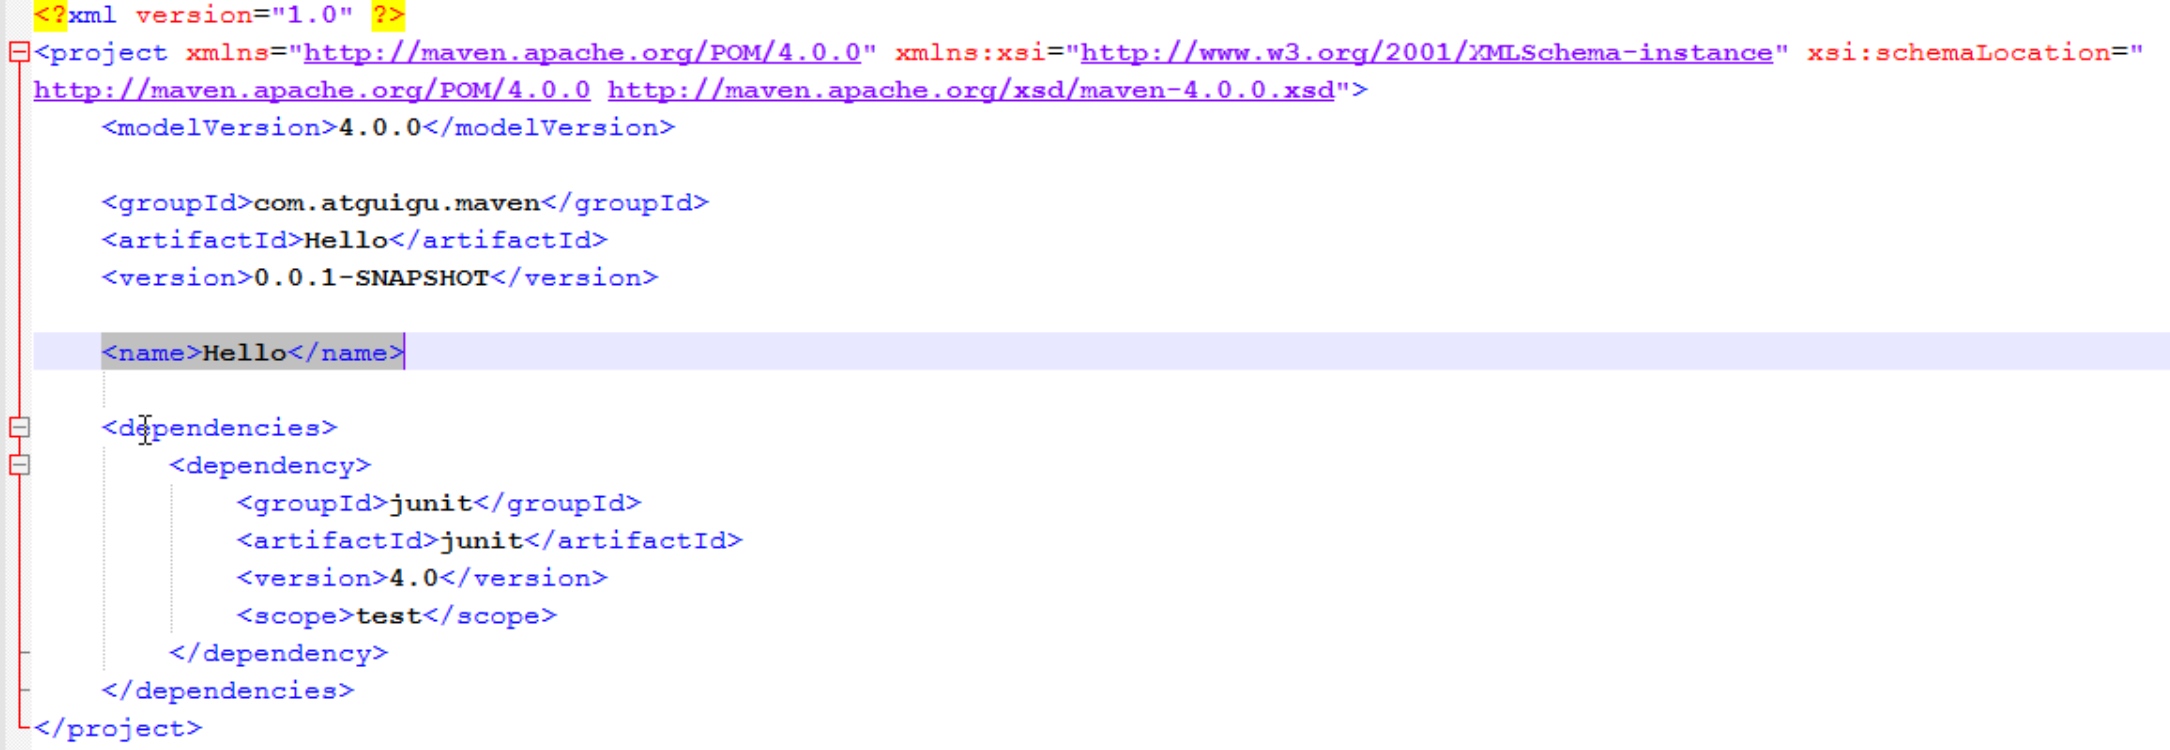 <?xml version="1.0" ?>
<project xmlns="http://maven.apache.org/POM/4.0.0" xmlns:xsi="http://www.w3.org/2001/XMLSchema-instance" xsi:schemaLocation="
http://maven.apache.org/POM/4.0.0 http://maven.apache.org/xsd/maven-4.0.0.xsd">
<modelVersion>4.0.0</modelVersion>
<groupId>com.atguigu.maven</groupId>
<artifactId>Hello</artifactId>
<version>0.0.1-SNAPSHOT</version>
<name>Hello</name>
<dependencies>
<dependency>
<groupId>junit</groupId>
<artifactId>junit</artifactId>
<version>4.0</version>
<scope>test</scope>
</dependency>
</dependencies>
</project>